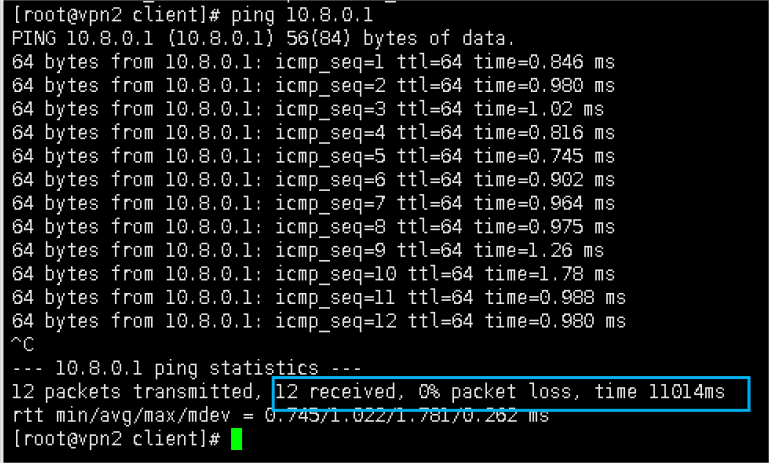 [root@vpn2 client]# ping 10.8.0.1
PING 10.8.0.1 (10.8.0.1) 56(84) bytes of data.
64 bytes from 10.8.0.1: icmp_seq=1 ttl=64 time=0.846 ms
64 bytes from 10.8.0.1: icmp_seq=2 ttl=64 time=0.980 ms
64 bytes from 10.8.0.1: icmp_seq=3 ttl=64 time=1.02 ms
64 bytes from 10.8.0.1: icmp_seq=4 ttl=64 time=0.816 ms
64 bytes from 10.8.0.1: icmp_seq=5 ttl=64 time=0.745 ms
64 bytes from 10.8.0.1: icmp_seq=6 ttl=64 time=0.902 ms
64 bytes from 10.8.0.1: icmp_seq=7 ttl=64 time=0.964 ms
64 bytes from 10.8.0.1: icmp_seq=8 ttl=64 time=0.975 ms
64 bytes from 10.8.0.1: icmp_seq=9 ttl=64 time=1.26 ms
64 bytes from 10.8.0.1: icmp_seq=10 ttl=64 time=1.78 ms
64 bytes from 10.8.0.1: icmp_seq=11 ttl=64 time=0.988 ms
64 bytes from 10.8.0.1: icmp_seq=12 ttl=64 time=0.980 ms
^C
--- 10.8.0.1 ping statistics ---
12 packets transmitted, 12 received, 0% packet loss, time 11014ms
rtt min/avg/max/mdev = 0.745/1.022/1.781/0.262 ms
[root@vpn2 client]#